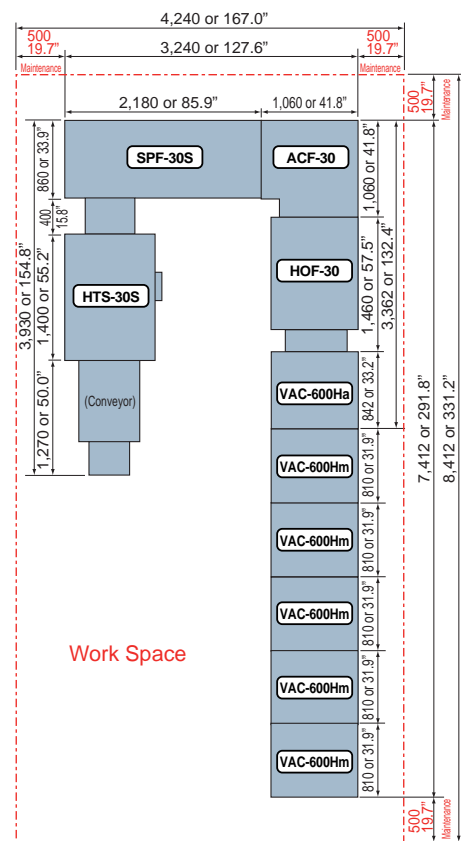 4,240 or 167.0”
500
19.7”
3,240 or 127.6”
500
19.7”
Maintenance
Maintenance
2,180 or 85.9”
1,060 or 41.8”
500
19.7”
Maintenance
SPF-30S
ACF-30
860 or 33.9”
1,060 or 41.8”
400
15.8”
HTS-30S
HOF-30
3,930 or 154.8”
1,400 or 55.2”
1,460 or 57.5”
3,362 or 132.4”
(Conveyor)
1,270 or 50.0”
VAC-600Ha
842 or 33.2”
7,412 or 291.8”
8,412 or 331.2”
VAC-600Hm
810 or 31.9”
VAC-600Hm
810 or 31.9”
VAC-600Hm
810 or 31.9”
Work Space
VAC-600Hm
810 or 31.9”
VAC-600Hm
810 or 31.9”
500
19.7”
Maintenance